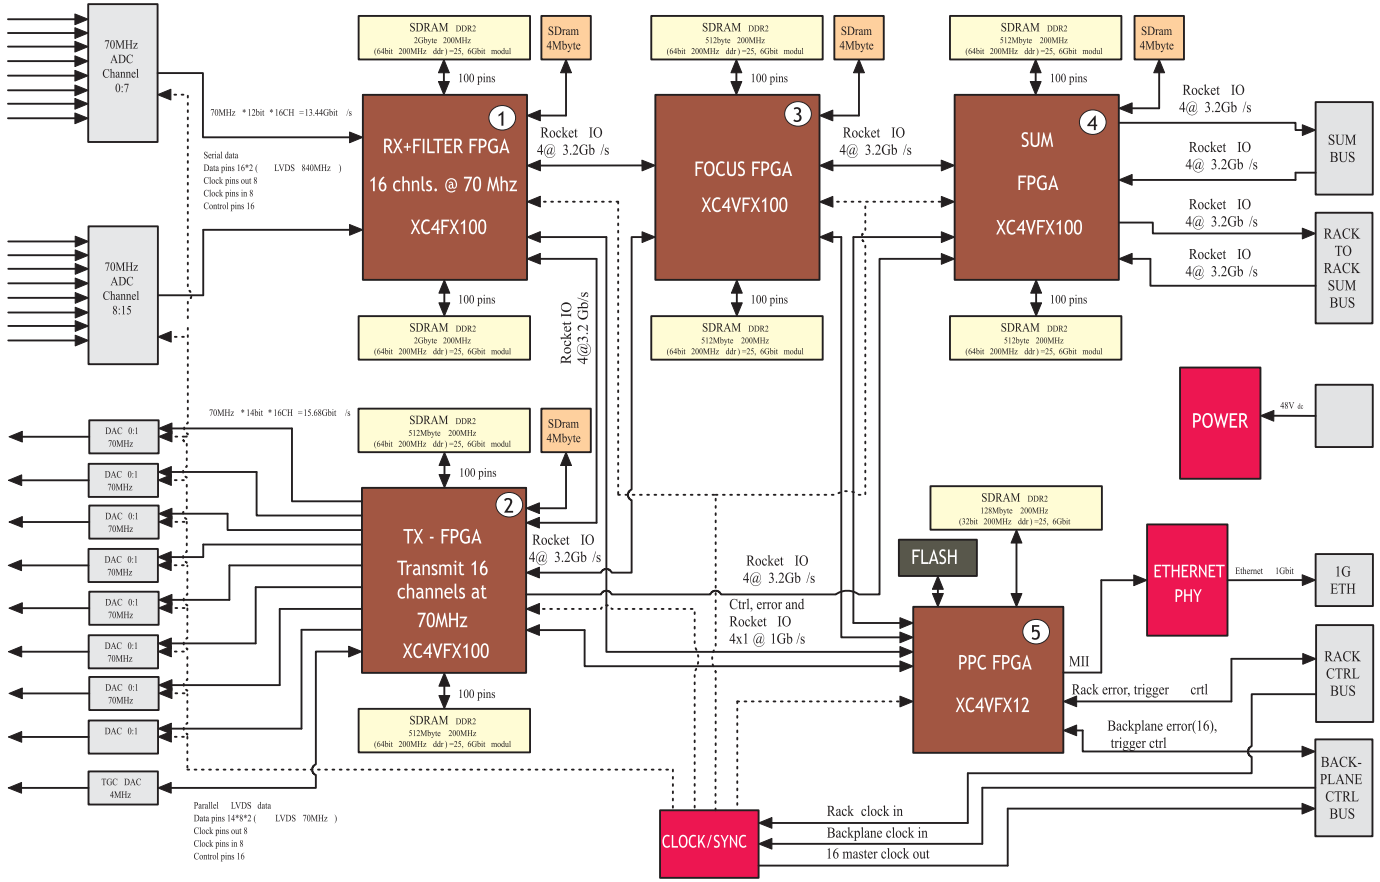 70MHz
ADC
Channel
0:7
70MHz *12bit *16CH =13.44Gbit /s
Serial data
Data pins 16*2 ( LVDS 840MHz )
Clock pins out 8
Clock pins in 8
Control pins 16
70MHz
ADC
Channel
8:15
SDRAM DDR2
2Gbyte 200MHz
(64bit 200MHz ddr) =25, 6Gbit modul
SDram
4Mbyte
100 pins
1
RX+FILTER FPGA
16 chnls. @ 70 Mhz
XC4FX100
100 pins
SDRAM DDR2
2Gbyte 200MHz
(64bit 200MHz ddr) =25, 6Gbit modul
Rocket IO
4@ 3.2Gb /s
SDRAM DDR2
512byte 200MHz
(64bit 200MHz ddr) =25, 6Gbit modul
SDram
4Mbyte
100 pins
3
FOCUS FPGA
XC4VFX100
100 pins
SDRAM DDR2
512Mbyte 200MHz
(64bit 200MHz ddr) =25, 6Gbit modul
Rocket IO
4@ 3.2Gb /s
SDRAM DDR2
512Mbyte 200MHz
(64bit 200MHz ddr) =25, 6Gbit modul
SDram
4Mbyte
100 pins
4
SUM
FPGA
XC4VFX100
100 pins
SDRAM DDR2
512byte 200MHz
(64bit 200MHz ddr) =25, 6Gbit modul
Rocket IO
4@ 3.2Gb /s
Rocket IO
4@ 3.2Gb /s
SUM
BUS
Rocket IO
4@ 3.2Gb /s
Rocket IO
4@ 3.2Gb /s
RACK
TO
RACK
SUM
BUS
Rocket IO
4@3.2 Gb/s
POWER
48V dc
70MHz *14bit *16CH =15.68Gbit /s
DAC 0:1
70MHz
DAC 0:1
70MHz
DAC 0:1
70MHz
DAC 0:1
70MHz
DAC 0:1
70MHz
DAC 0:1
70MHz
DAC 0:1
70MHz
DAC 0:1
TGC DAC
4MHz
Parallel LVDS data
Data pins 14*8*2 ( LVDS 70MHz )
Clock pins out 8
Clock pins in 8
Control pins 16
SDRAM DDR2
512Mbyte 200MHz
(64bit 200MHz ddr) =25, 6Gbit modul
SDram
4Mbyte
100 pins
2
TX - FPGA
Transmit 16
channels at
70MHz
XC4VFX100
100 pins
SDRAM DDR2
512Mbyte 200MHz
(64bit 200MHz ddr) =25, 6Gbit modul
Rocket IO
4@ 3.2Gb /s
Rocket IO
4@ 3.2Gb /s
Ctrl, error and
Rocket IO
4x1 @ 1Gb /s
SDRAM DDR2
128Mbyte 200MHz
(32bit 200MHz ddr) =25, 6Gbit
FLASH
5
PPC FPGA
XC4VFX12
MII
ETHERNET
PHY
Ethernet 1Gbit
1G
ETH
Rack error, trigger crtl
RACK
CTRL
BUS
Backplane error(16),
trigger ctrl
BACK-
PLANE
CTRL
BUS
CLOCK/SYNC
Rack clock in
Backplane clock in
16 master clock out